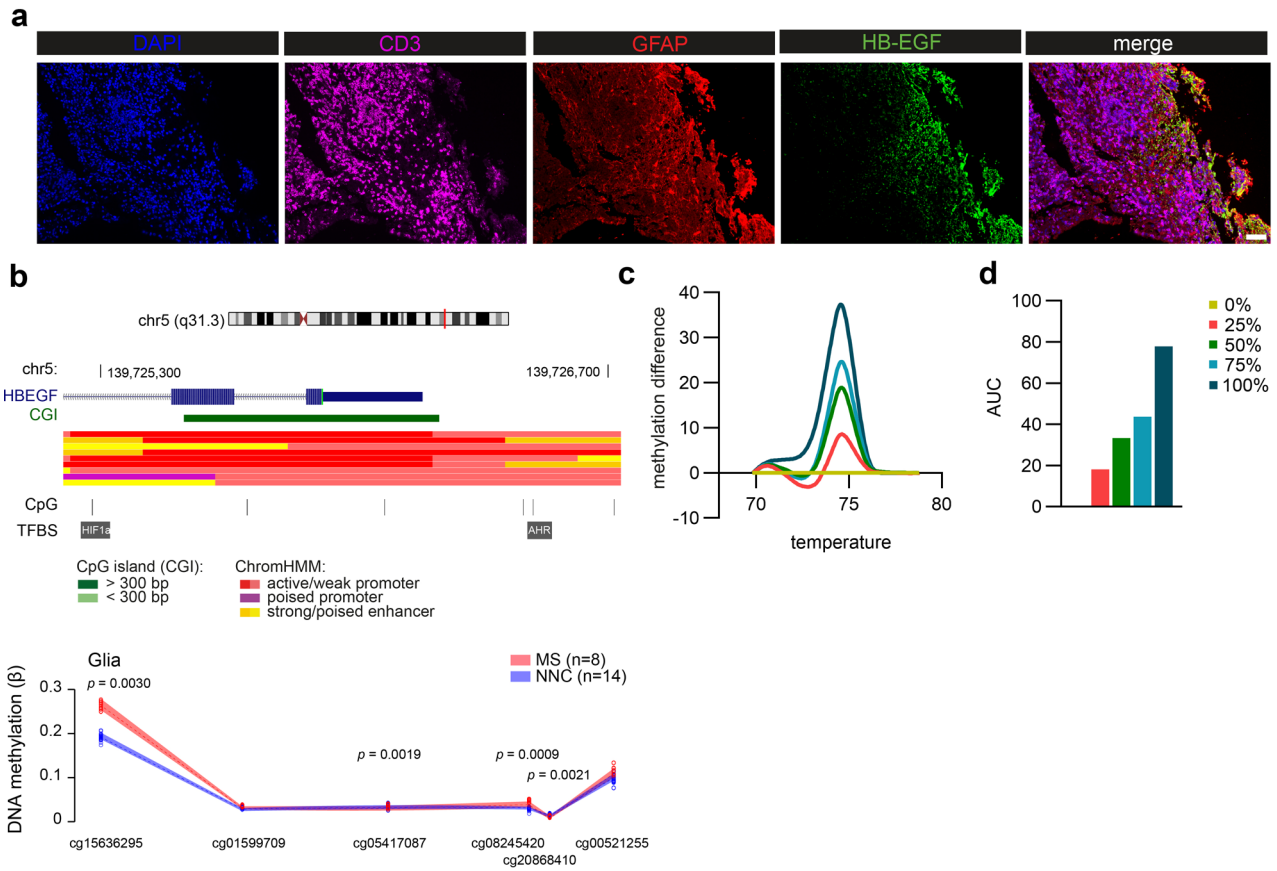 a
DAPI CD3 GFAP HB-EGF merge
b
chr5 (q31.3)
chr5: 139,725,300 139,726,700
HBEGF
CGI
CpG
TFBS HIF1a AHR
CpG island (CGI): ChromHMM:
> 300 bp active/weak promoter
< 300 bp poised promoter
strong/poised enhancer
Glia
MS (n=8)
NNC (n=14)
DNA methylation (β)
0.3
0.2
0.1
0
p = 0.0030
p = 0.0019
p = 0.0009
p = 0.0021
cg15636295 cg01599709 cg05417087 cg08245420 cg00521255
cg20868410
c
methylation difference
40
30
20
10
0
-10
70 75 80
temperature
d
AUC
100
80
60
40
20
0
0%
25%
50%
75%
100%